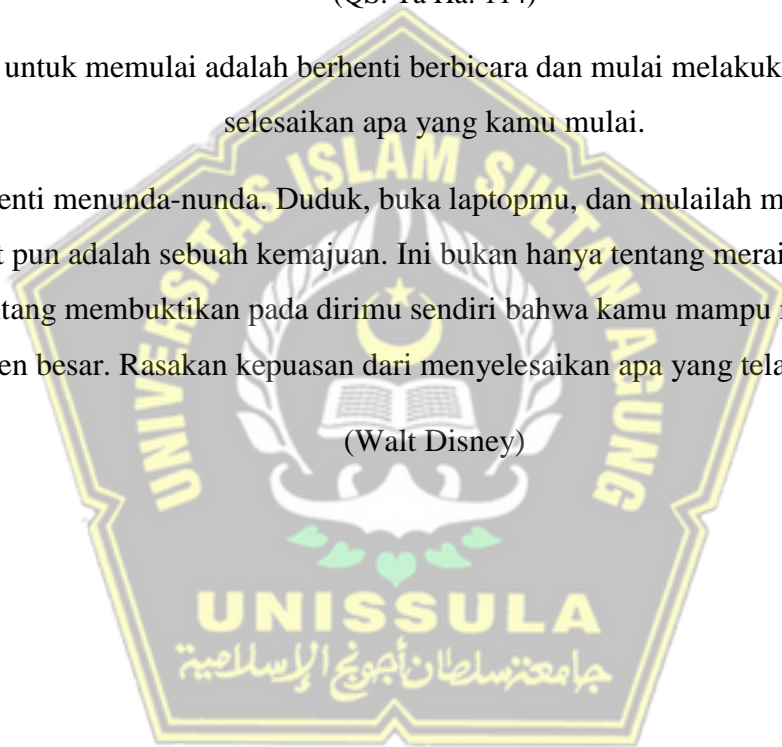 (QS. Ta Ha: 114)
untuk memulai adalah berhenti berbicara dan mulai melakuk
selesaikan apa yang kamu mulai.
enti menunda-nunda. Duduk, buka laptopmu, dan mulailah m
t pun adalah sebuah kemajuan. Ini bukan hanya tentang merai
tang membuktikan pada dirimu sendiri bahwa kamu mampu
en besar. Rasakan kepuasan dari menyelesaikan apa yang tela
(Walt Disney)
UNIVERSITAS ISLAM SULTAN AGUNG
UNISSULA
جامعة سلطان أجونج الإسلامية